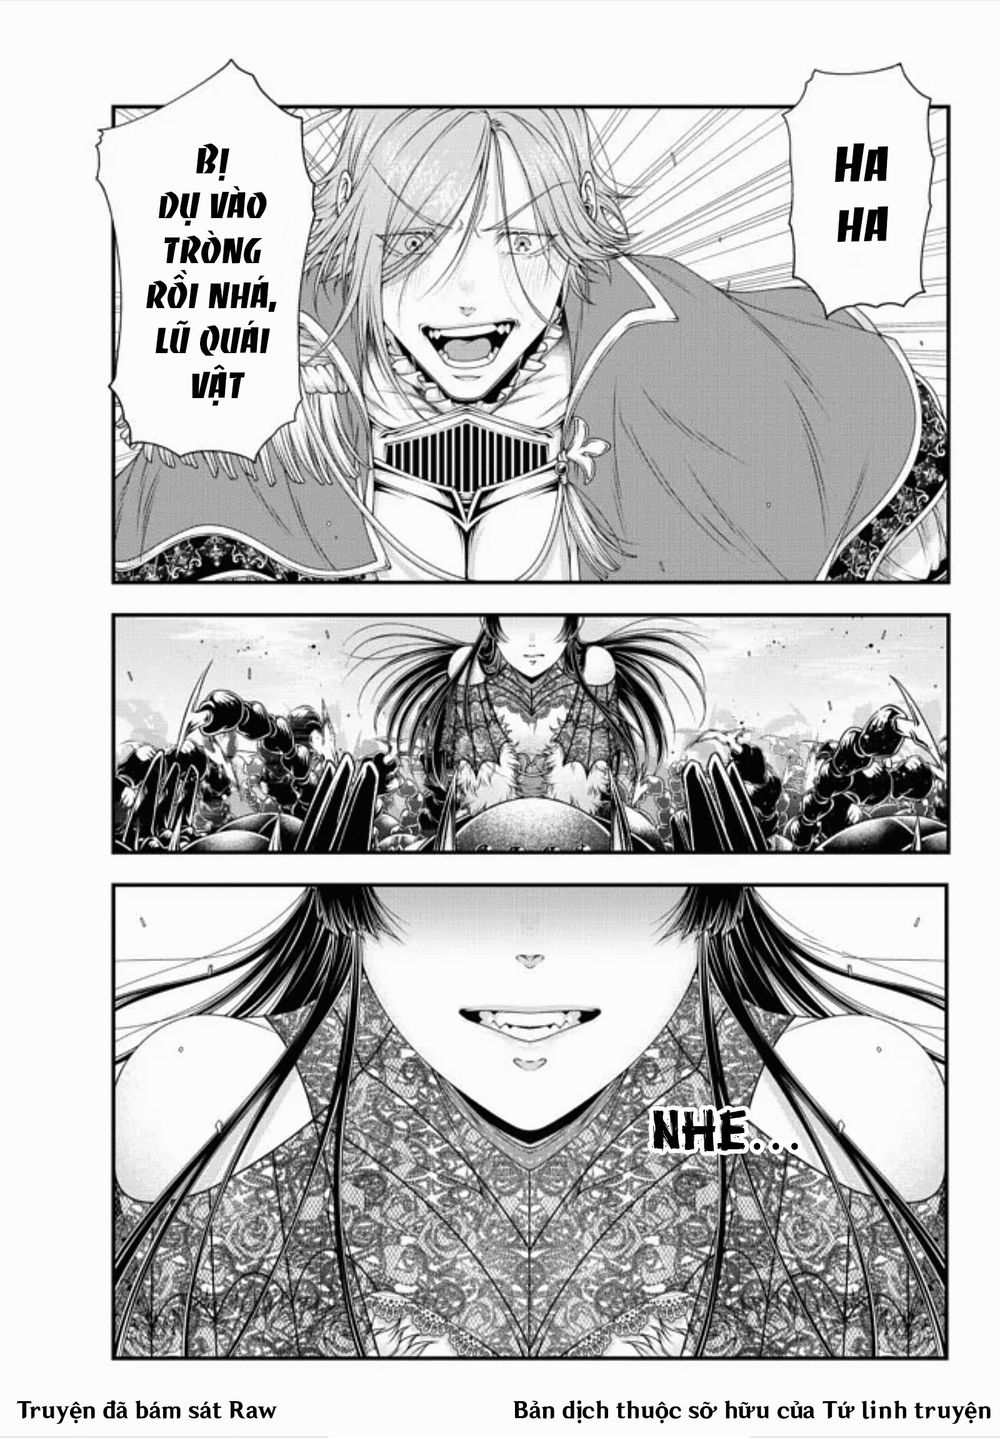 HA
HA
BỊ
DỤ VÀO
TRÒNG
RỒI NHÁ,
LŨ QUÁI
VẬT
NHE...
Truyện đã bám sát Raw
Bản dịch thuộc sỡ hữu của Tứ linh truyện